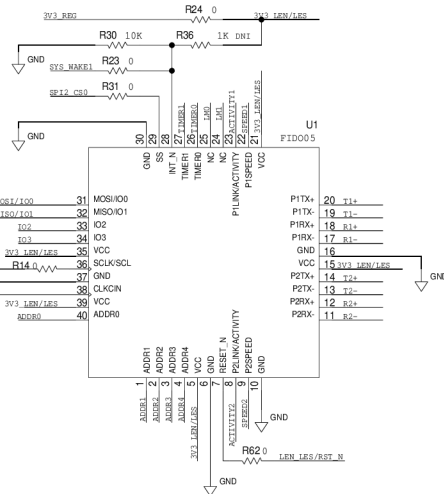 R24 0
3V3_REG
3V3_LEN/LES
R30 10K
R36 1K DNI
GND
R23 0
SYS_WAKE1
R31 0
SPI2_CS0
TIMER1
TIMER0
LM0
LM1
ACTIVITY1
SPEED1
3V3_LEN/LES
GND
U1
FIDO05
30 29 28 27 26 25 24 23 22 21
GND
SS
INT_N
TIMER1
TIMER0
NC
NC
P1LINK/ACTIVITY
P1SPEED
VCC
OSI/IO0 31 MOSI/IO0
ISO/IO1 32 MISO/IO1
IO2 33 IO2
IO3 34 IO3
3V3_LEN/LES 35 VCC
R14 0 36 SCLK/SCL
37 GND
38 CLKCIN
3V3_LEN/LES 39 VCC
ADDR0 40 ADDR0
P1TX+ 20 T1+
P1TX- 19 T1-
P1RX+ 18 R1+
P1RX- 17 R1-
GND 16
VCC 15 3V3_LEN/LES
P2TX+ 14 T2+
P2TX- 13 T2-
P2RX+ 12 R2+
P2RX- 11 R2-
GND
ADDR1
ADDR2
ADDR3
ADDR4
VCC
GND
RESET_N
P2LINK/ACTIVITY
P2SPEED
GND
1 2 3 4 5 6 7 8 9 10
ADDR1
ADDR2
ADDR3
ADDR4
3V3_LEN/LES
ACTIVITY2
SPEED2
GND
R62 0
LEN_LES/RST_N
GND